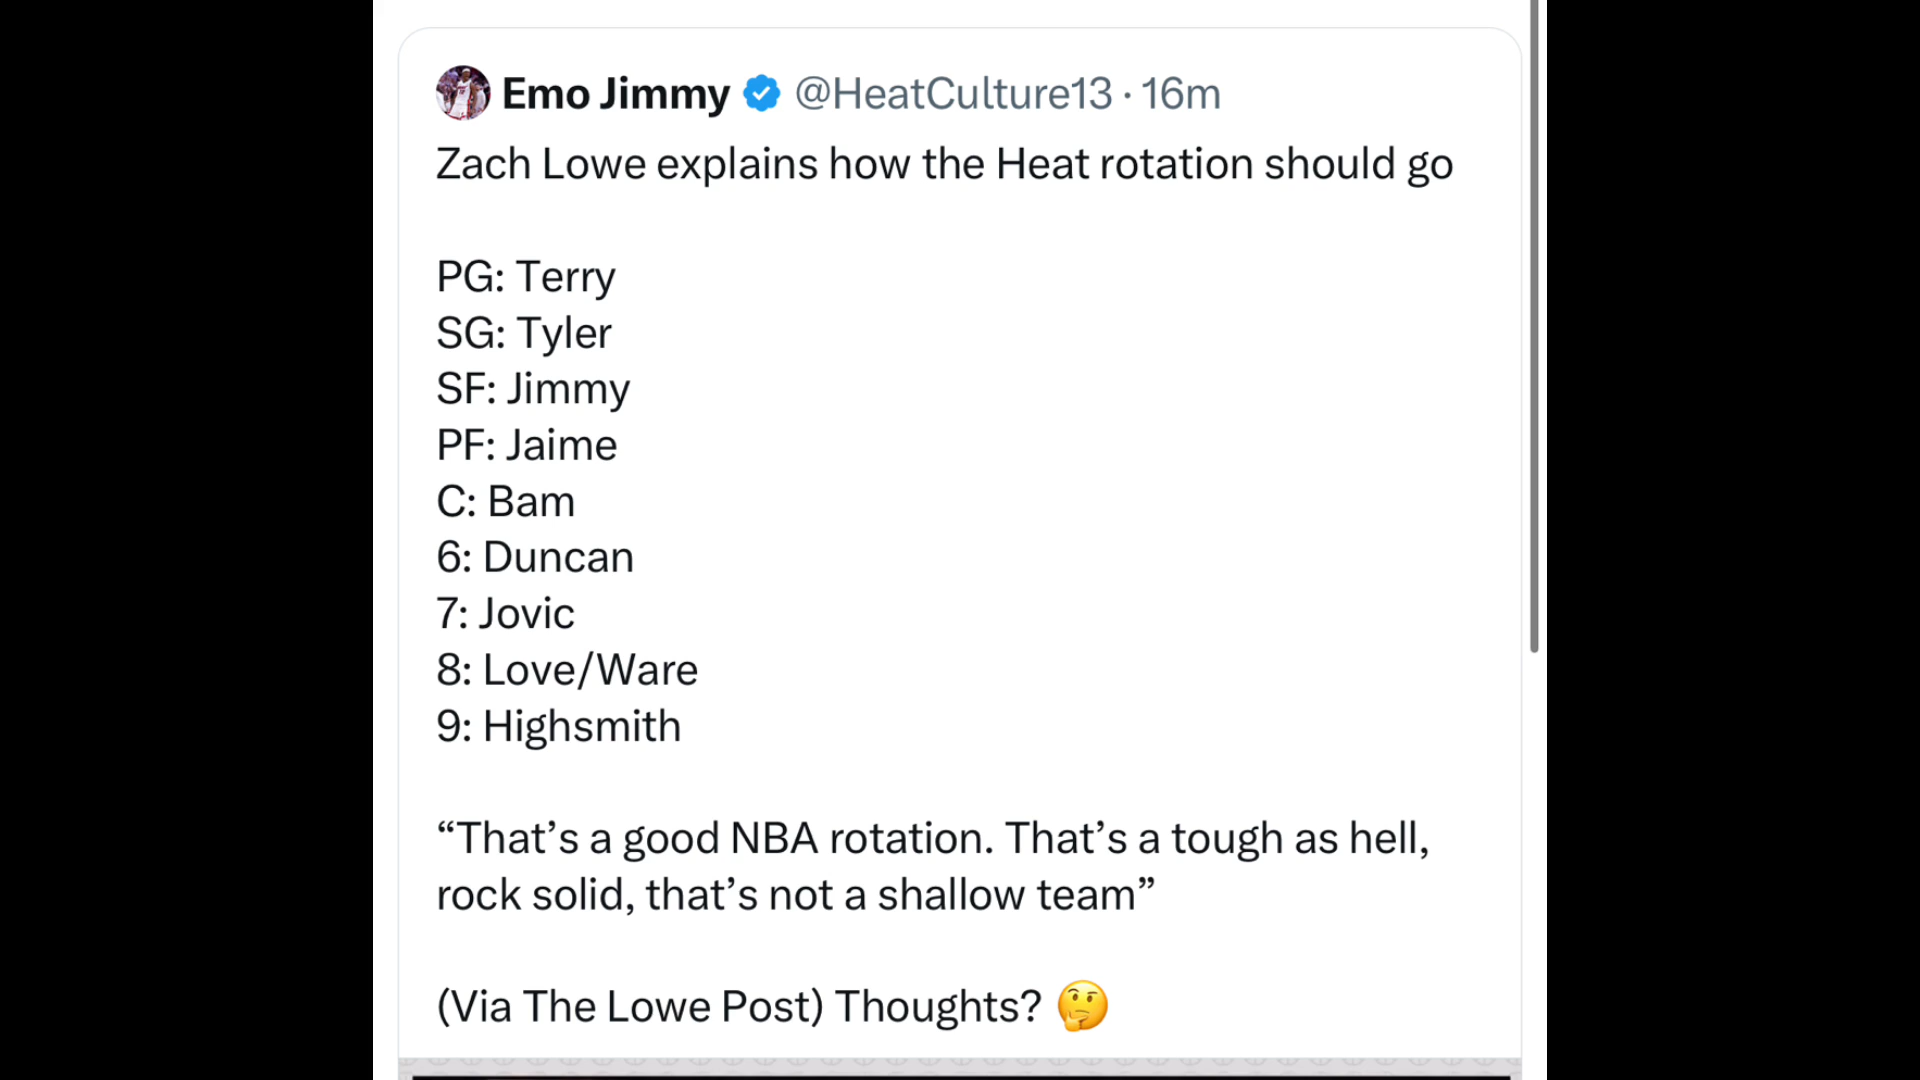 Emo Jimmy @HeatCulture13 · 16m
Zach Lowe explains how the Heat rotation should go
PG: Terry
SG: Tyler
SF: Jimmy
PF: Jaime
C: Bam
6: Duncan
7: Jovic
8: Love/Ware
9: Highsmith
“That’s a good NBA rotation. That’s a tough as hell,
rock solid, that’s not a shallow team”
(Via The Lowe Post) Thoughts? 🤔